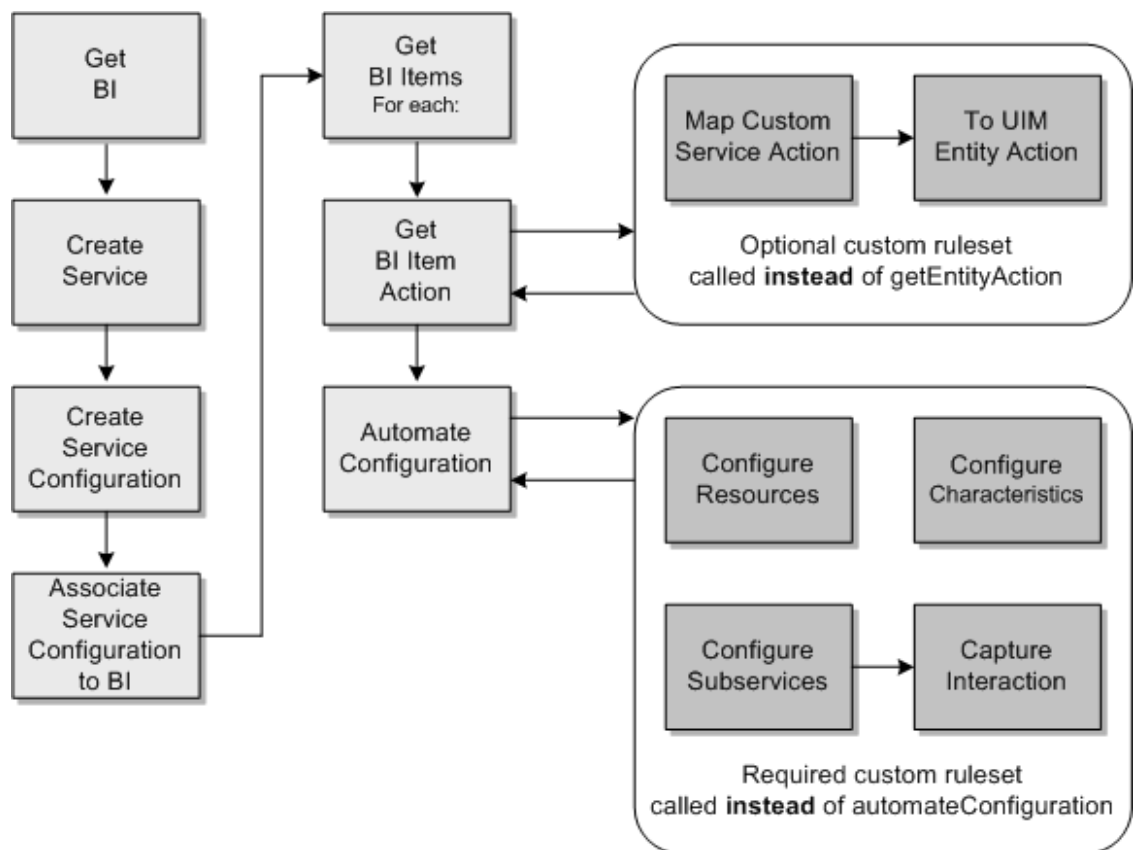 Get
BI
Create
Service
Create
Service
Configuration
Associate
Service
Configuration
to BI
Get
BI Items
For each:
Get
BI Item
Action
Automate
Configuration
Map Custom
Service Action
To UIM
Entity Action
Optional custom ruleset
called instead of getEntityAction
Configure
Resources
Configure
Characteristics
Configure
Subservices
Capture
Interaction
Required custom ruleset
called instead of automateConfiguration